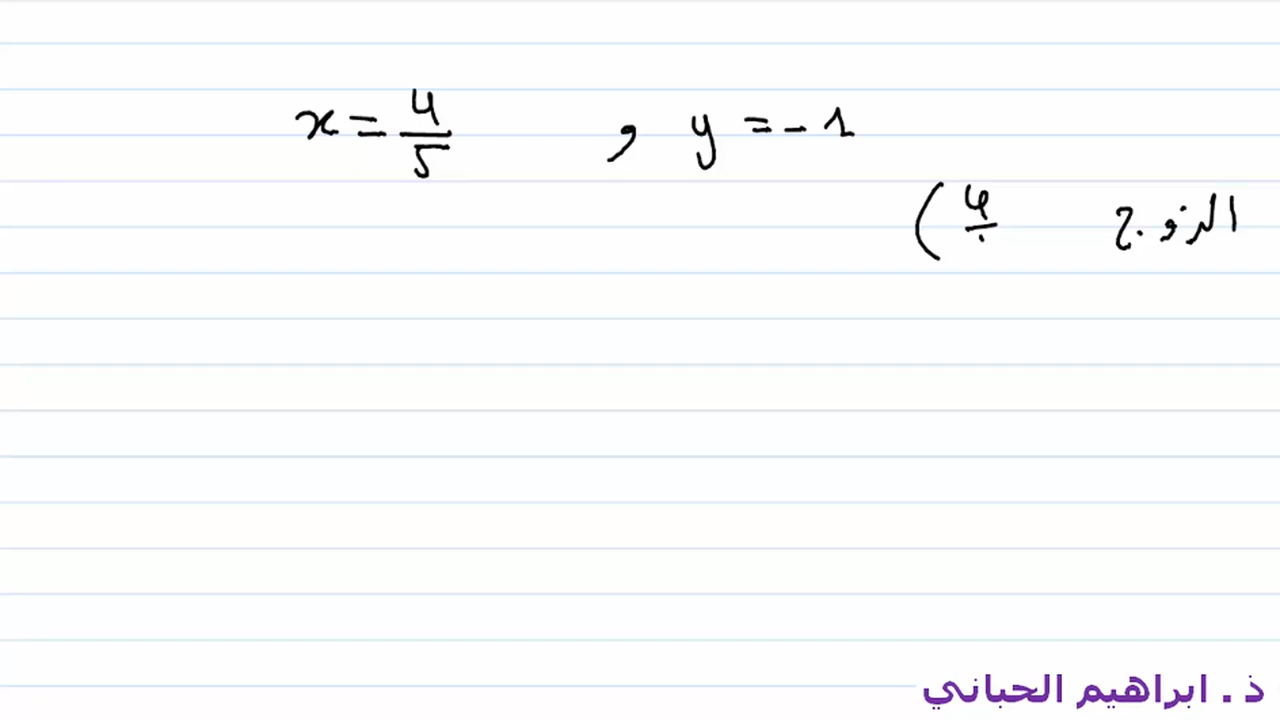 x = 4/5 , y = - 1
الزوج ( 4
ذ . ابراهيم الحباني